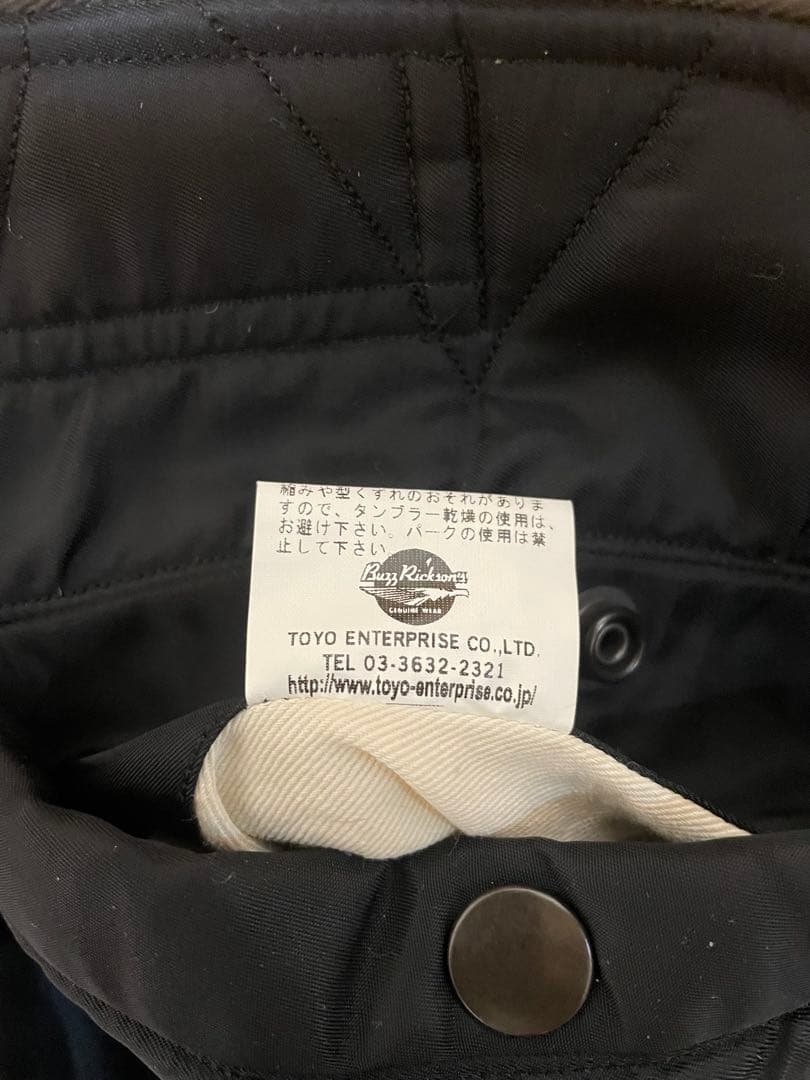 縮みや型くずれのおそれがありま
すので、タンブラー乾燥の使用は、
お避け下さい。パークの使用は禁
止して下さい。
Buzz Rickson's
GENUINE WEAR
TOYO ENTERPRISE CO.,LTD.
TEL 03-3632-2321
http://www.toyo-enterprise.co.jp/